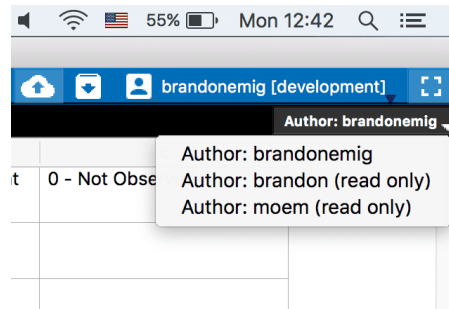 55% Mon 12:42
brandonemig [development]
Author: brandonemig
Author: brandonemig
t 0 - Not Obse
Author: brandon (read only)
Author: moem (read only)